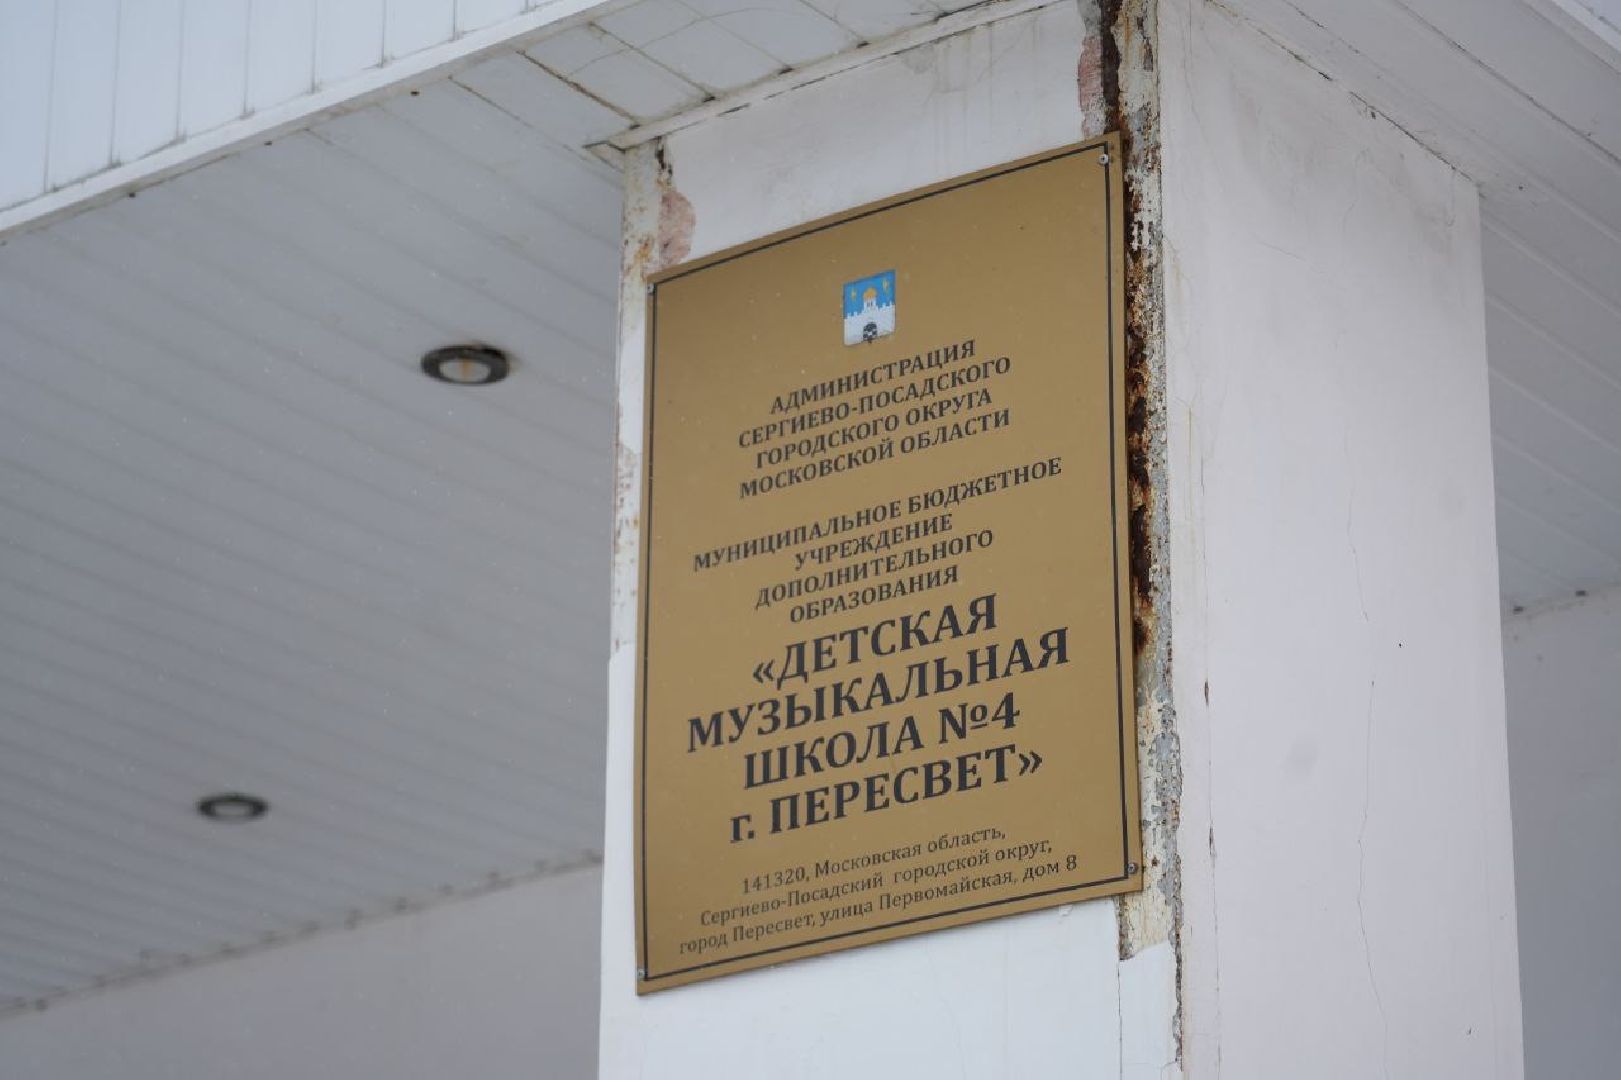 АДМИНИСТРАЦИЯ
СЕРГИЕВО-ПОСАДСКОГО
ГОРОДСКОГО ОКРУГА
МОСКОВСКОЙ ОБЛАСТИ
МУНИЦИПАЛЬНОЕ БЮДЖЕТНОЕ
УЧРЕЖДЕНИЕ
ДОПОЛНИТЕЛЬНОГО
ОБРАЗОВАНИЯ
«ДЕТСКАЯ
МУЗЫКАЛЬНАЯ
ШКОЛА №4
г. ПЕРЕСВЕТ»
141320, Московская область,
Сергиево-Посадский городской округ,
город Пересвет, улица Первомайская, дом 8